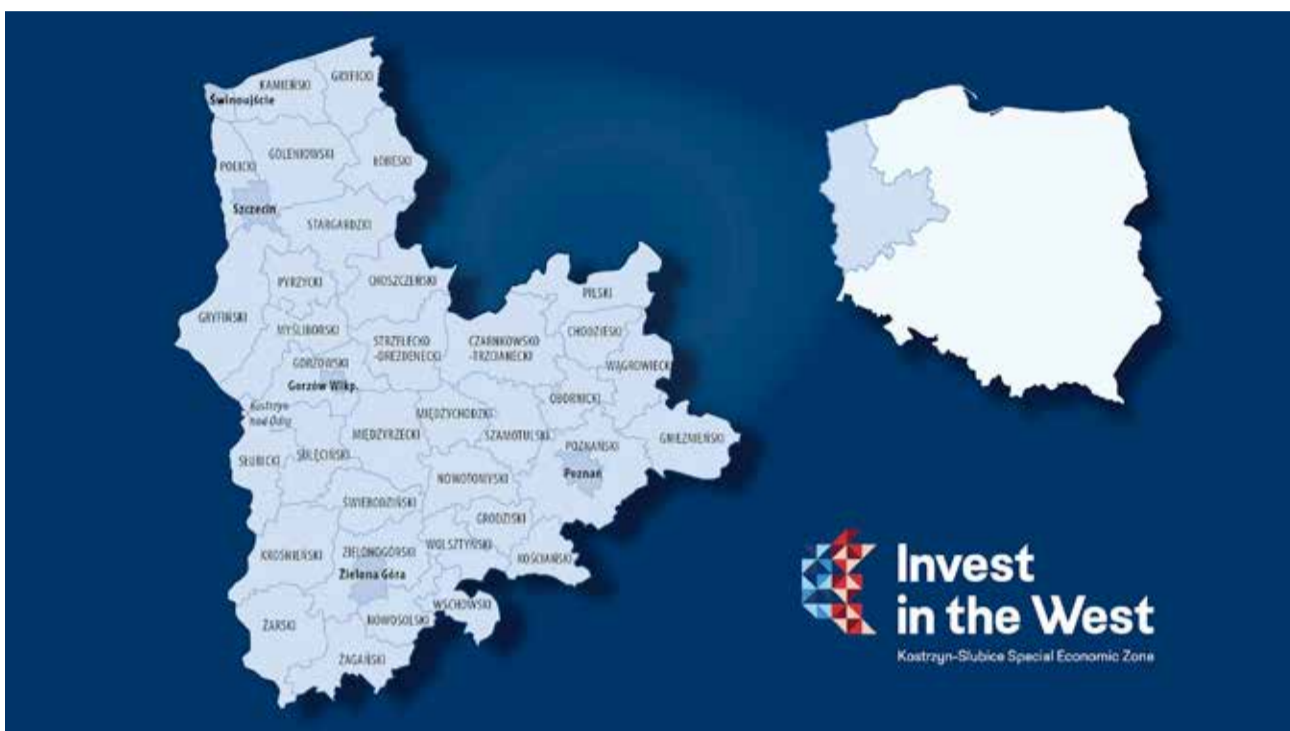 GRYFICKI
KAMIEŃSKI
Świnoujście
GOLENIOWSKI
ŁOBESKI
POLICKI
Szczecin
STARGARDZKI
PYRZYCKI
CHOSZCZEŃSKI
PILSKI
GRYFIŃSKI
MYŚLIBORSKI
CHODZIESKI
STRZELECKO
-DREZDENECKI
CZARNKOWSKO
-TRZCIANECKI
GORZOWSKI
WĄGROWIECKI
Gorzów Wlkp.
OBORNICKI
Kostrzyn
nad Odrą
MIĘDZYCHODZKI
MIĘDZYRZECKI
SZAMOTULSKI
GNIEŹNIEŃSKI
POZNAŃSKI
SŁUBICKI
SULĘCIŃSKI
Poznań
NOWOTOMYSKI
ŚWIEBODZIŃSKI
GRODZISKI
WOLSZTYŃSKI
KROŚNIEŃSKI
ZIELONOGÓRSKI
KOŚCIAŃSKI
Zielona Góra
WSCHOWSKI
NOWOSOLSKI
ŻARSKI
ŻAGAŃSKI
Invest
in the West
Kostrzyn-Slubice Special Economic Zone